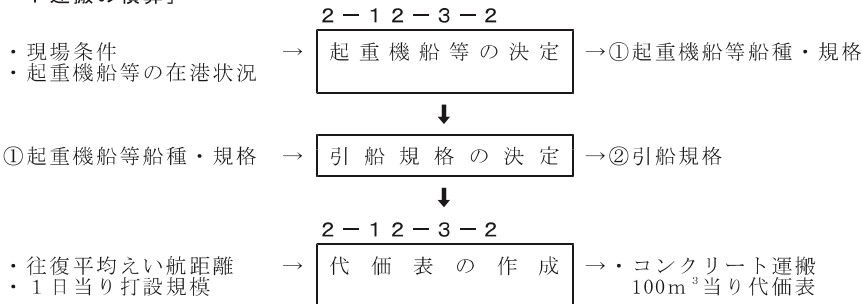 ２－１２－３－２
・現場条件 → 起重機船等の決定 →①起重機船等船種・規格
・起重機船等の在港状況
①起重機船等船種・規格 → 引船規格の決定 →②引船規格
２－１２－３－２
・往復平均えい航距離 → 代価表の作成 →・コンクリート運搬
・１日当り打設規模 100ｍ³当り代価表